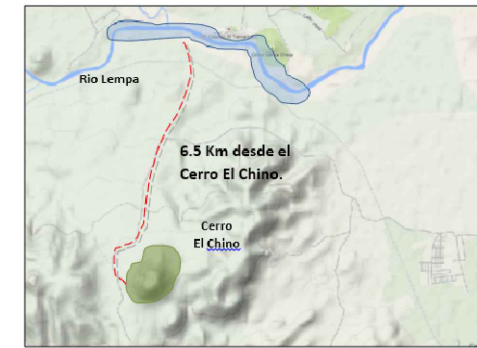 Rio Lempa
6.5 Km desde el
Cerro El Chino.
Cerro
El Chino